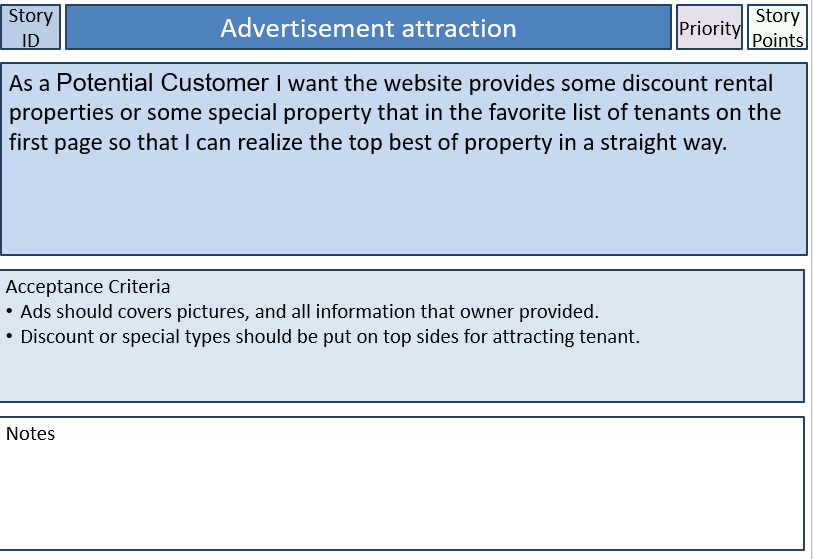 Story
ID
Advertisement attraction
Priority
Story
Points
As a Potential Customer I want the website provides some discount rental
properties or some special property that in the favorite list of tenants on the
first page so that I can realize the top best of property in a straight way.
Acceptance Criteria
• Ads should covers pictures, and all information that owner provided.
• Discount or special types should be put on top sides for attracting tenant.
Notes